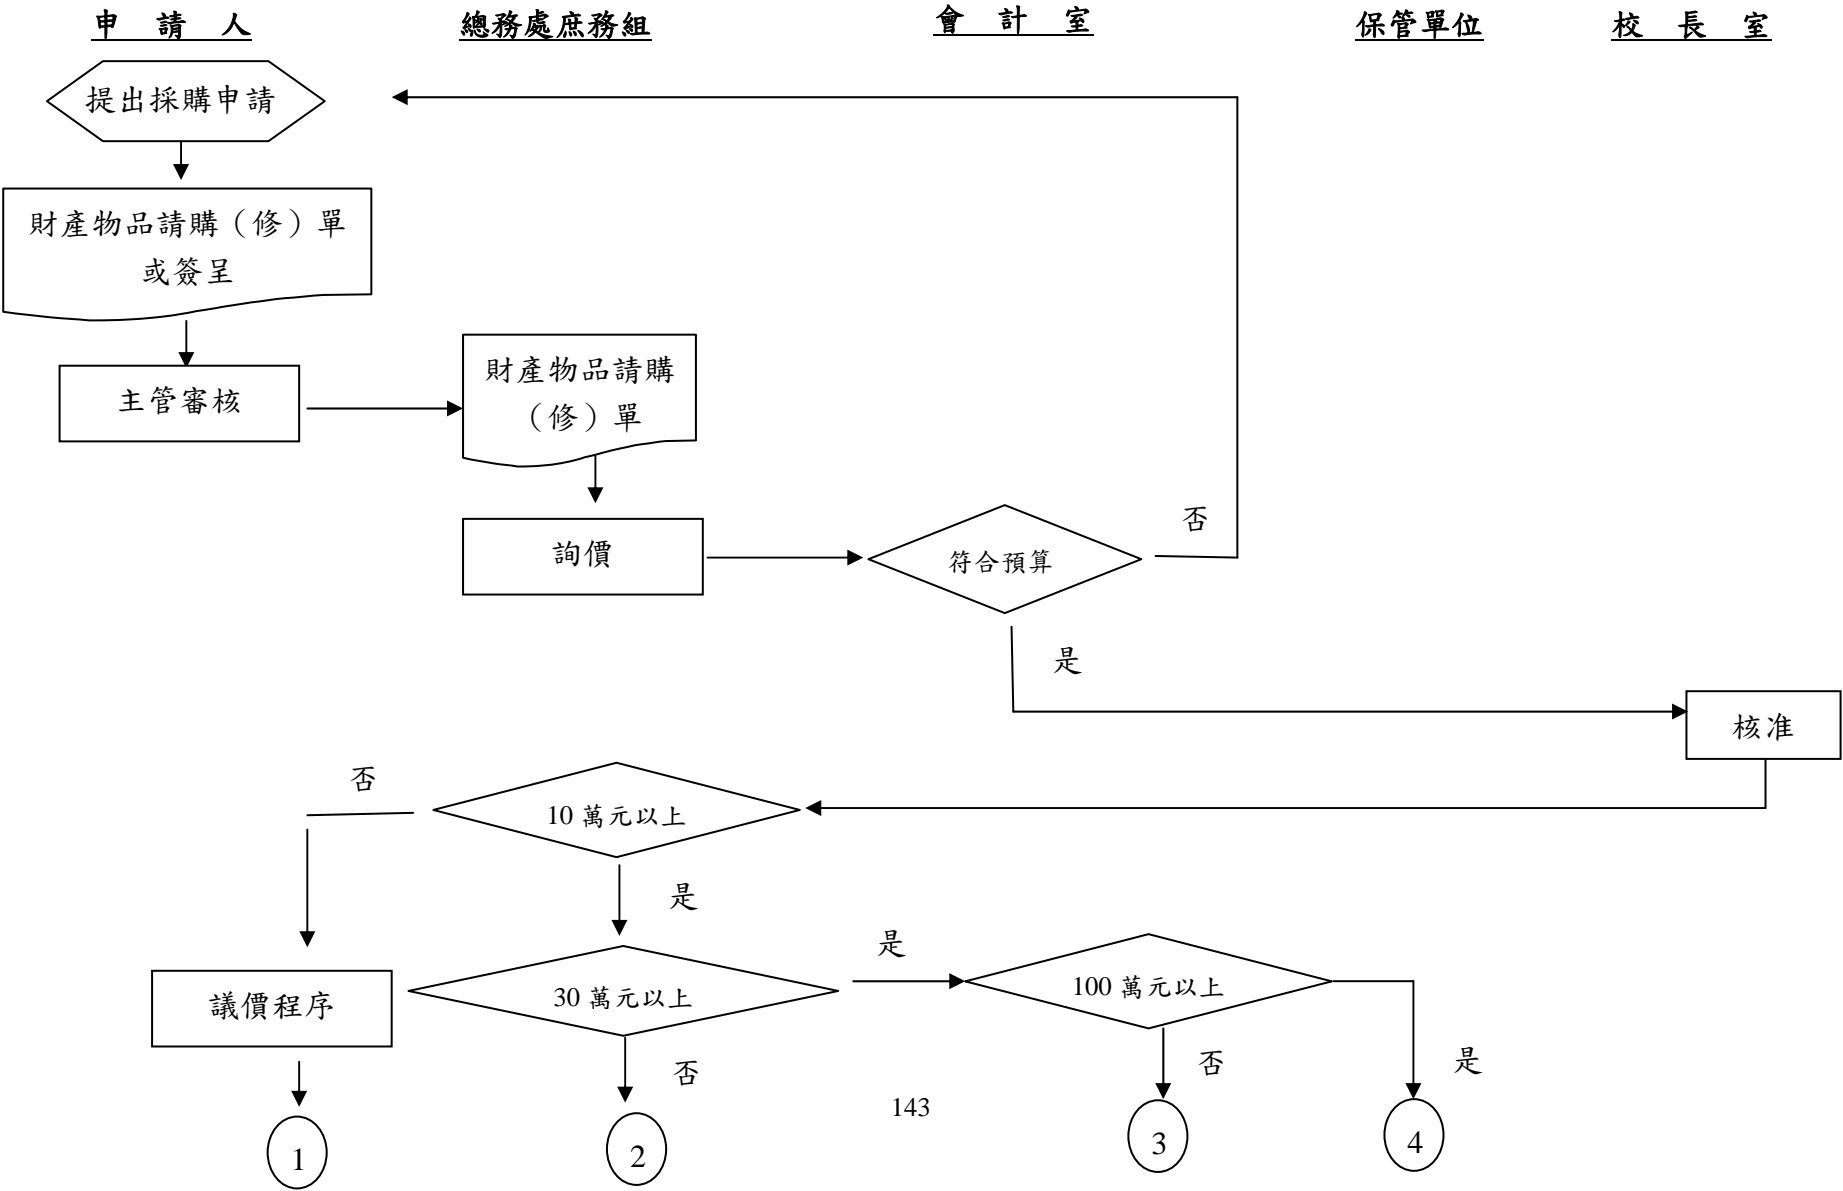 申請人 總務處庶務組 會計室 保管單位 校長室
提出採購申請
財產物品請購（修）單
或簽呈
主管審核
財產物品請購
（修）單
詢價
符合預算
否
是
核准
否
10 萬元以上
是
議價程序
30 萬元以上
是
100 萬元以上
否
否
是
143
1
2
3
4